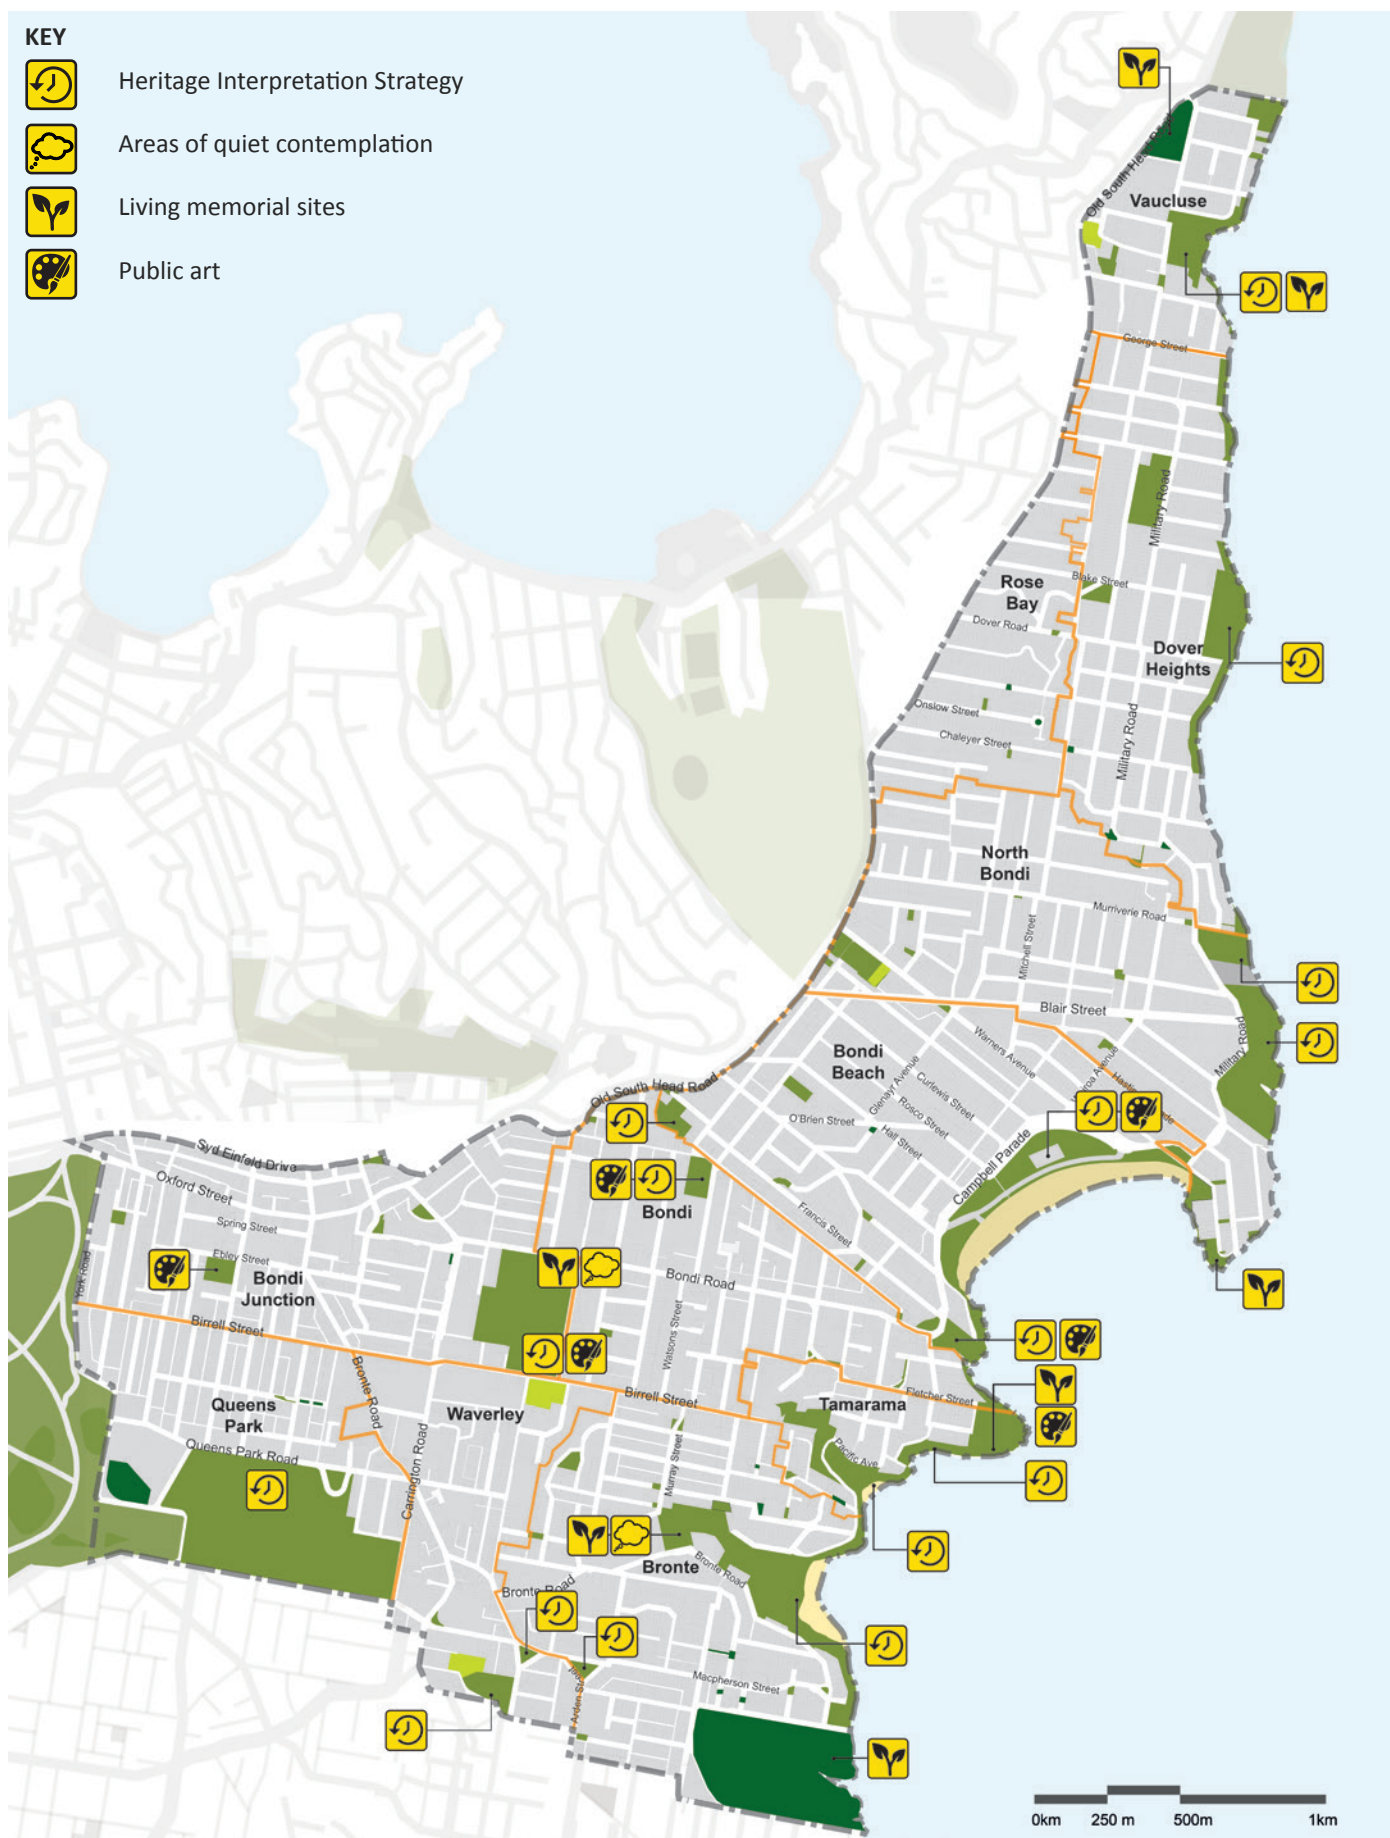 KEY
Heritage Interpretation Strategy
Areas of quiet contemplation
Living memorial sites
Public art
Old South Head Road
Vaucluse
George Street
Military Road
Rose
Bay
Blake Street
Dover Road
Dover
Heights
Onslow Street
Chaleyer Street
Military Road
North
Bondi
Murriverie Road
Mitchell Street
Blair Street
Military Road
Warners Avenue
Bondi
Beach
Glenayr Avenue
Curlewis Street
Rosco Street
O'Brien Street
Hall Street
Campbell Parade
Old South Head Road
Syd Einfeld Drive
Oxford Street
Spring Street
Ebley Street
York Road
Bondi
Junction
Bondi
Francis Street
Bondi Road
Watsons Street
Birrell Street
Bronte Road
Birrell Street
Fletcher Street
Tamarama
Pacific Ave
Queens
Park
Queens Park Road
Waverley
Carrington Road
Murray Street
Bronte
Bronte Road
Bronte Road
Macpherson Street
Arden
0km
250 m
500m
1km